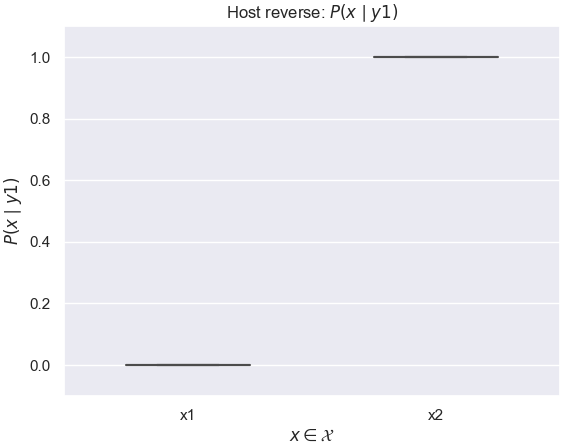 Host reverse: P(x | y1)
P(x | y1)
1.0
0.8
0.6
0.4
0.2
0.0
x1 x2
x ∈ 𝒳